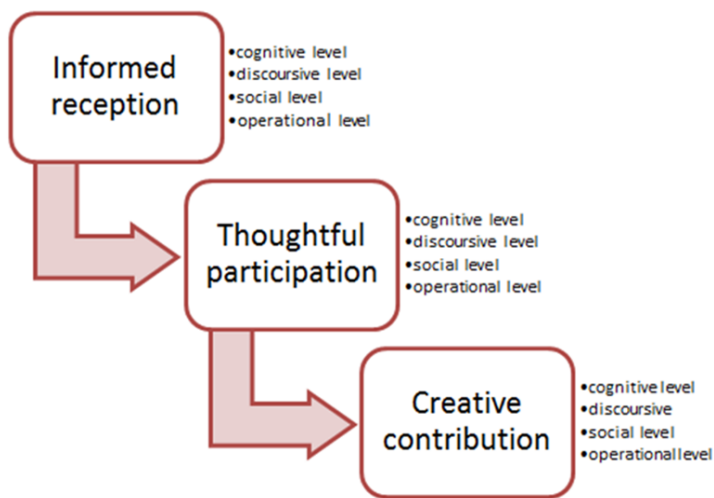 Informed
reception
•cognitive level
•discoursive level
•social level
•operational level
Thoughtful
participation
•cognitive level
•discoursive level
•social level
•operational level
Creative
contribution
•cognitive level
•discoursive
•social level
•operational level